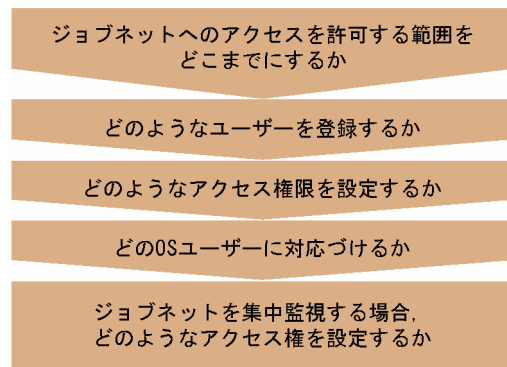 ジョブネットへのアクセスを許可する範囲を
どこまでにするか
どのようなユーザーを登録するか
どのようなアクセス権限を設定するか
どのOSユーザーに対応づけるか
ジョブネットを集中監視する場合，
どのようなアクセス権を設定するか